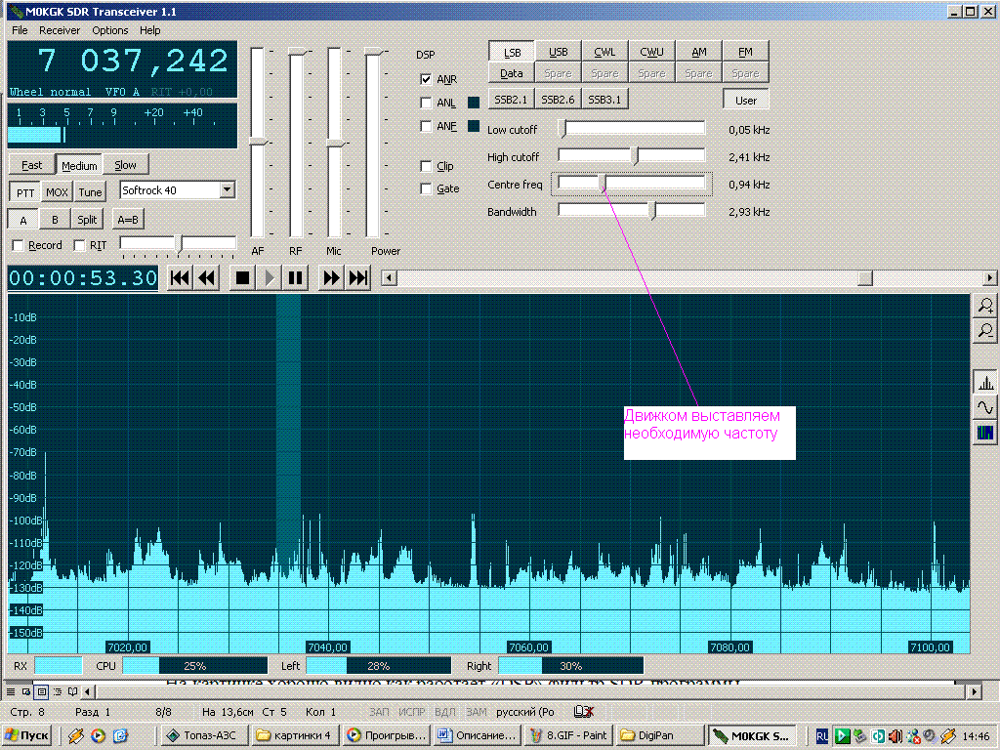 M0KGK SDR Transceiver 1.1
File Receiver Options Help
7 037,242
Wheel normal VFO A RIT +0,00
1 3 5 7 9 +20 +40
Fast Medium Slow
PTT MOX Tune Softrock 40
A B Split A=B
Record RIT
AF RF Mic Power
DSP
ANR
ANL
ANF
Clip
Gate
LSB USB CWL CWU AM FM
Data Spare Spare Spare Spare Spare
SSB2.1 SSB2.6 SSB3.1 User
Low cutoff 0,05 kHz
High cutoff 2,41 kHz
Centre freq 0,94 kHz
Bandwidth 2,93 kHz
00:00:53.30
-10dB
-20dB
-30dB
-40dB
-50dB
-60dB
-70dB
-80dB
-90dB
-100dB
-110dB
-120dB
-130dB
-140dB
-150dB
Движком выставляем
необходимую частоту
7020,00 7040,00 7060,00 7080,00 7100,00
RX CPU 25% Left 28% Right 30%
На картинке хорошо видно как работает «DSP» фильтр SDR программы
Стр. 8 Разд 1 8/8 На 13,6см Ст 5 Кол 1 ЗАП ИСПР ВДЛ ЗАМ русский (Ро
Пуск Топаз-АЗС картинки 4 Проигрыв... Описание... 8.GIF - Paint DigiPan M0KGK S... RU 14:46